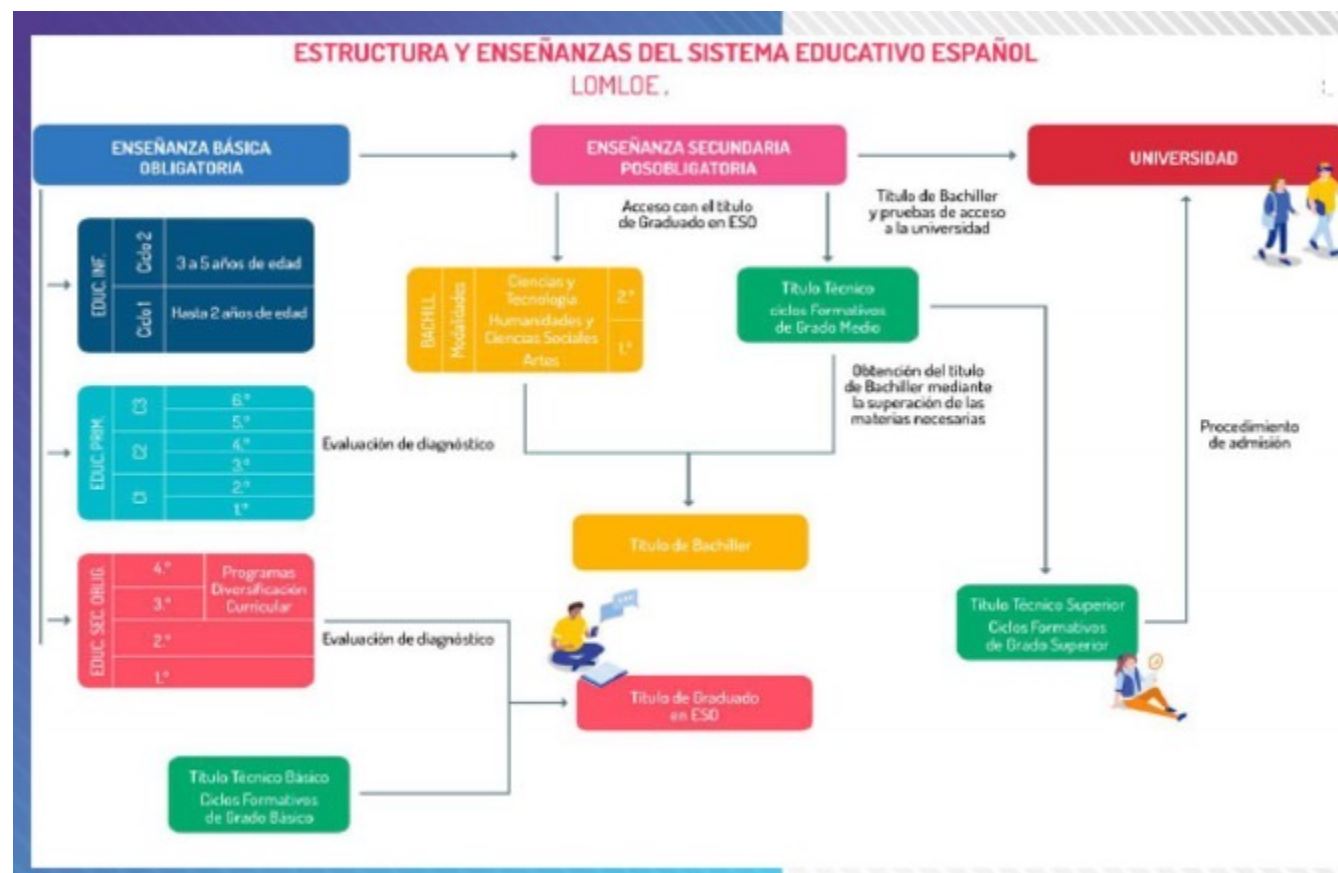 ESTRUCTURA Y ENSEÑANZAS DEL SISTEMA EDUCATIVO ESPAÑOL
LOMLOE.
ENSEÑANZA BÁSICA
OBLIGATORIA
ENSEÑANZA SECUNDARIA
POSOBLIGATORIA
UNIVERSIDAD
Acceso con el título
de Graduado en ESO
Título de Bachiller
y pruebas de acceso
a la universidad
EDUC. INF.
Ciclo 2
3 a 5 años de edad
Ciclo 1
Hasta 2 años de edad
BACHILL.
Modalidades
Ciencias y
Tecnología
Humanidades y
Ciencias Sociales
Artes
2.º
1.º
Título Técnico
ciclos Formativos
de Grado Medio
Obtención del título
de Bachiller mediante
la superación de las
materias necesarias
Procedimiento
de admisión
EDUC. PRIM.
C3
6.º
5.º
C2
4.º
3.º
C1
2.º
1.º
Evaluación de diagnóstico
Título de Bachiller
EDUC. SEC. OBLIG.
4.º
3.º
Programas
Diversificación
Curricular
2.º
1.º
Evaluación de diagnóstico
Título Técnico Superior
Ciclos Formativos
de Grado Superior
Título de Graduado
en ESO
Título Técnico Básico
Ciclos Formativos
de Grado Básico